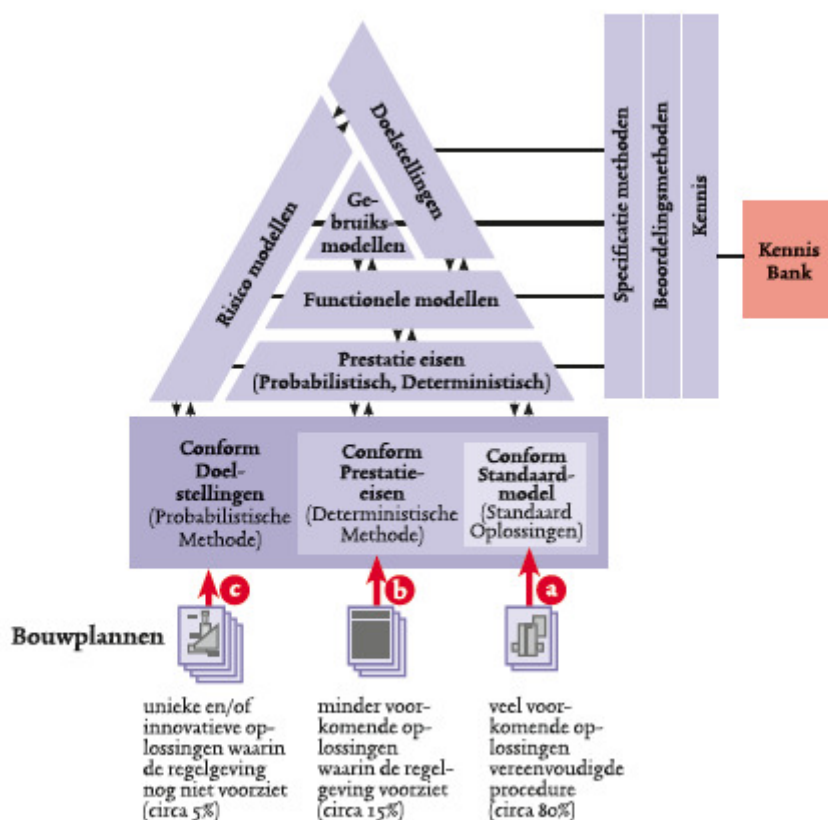 Doelstellingen
Risico modellen
Ge-
bruiks-
modellen
Functionele modellen
Prestatie eisen
(Probabilistisch, Deterministisch)
Specificatie methoden
Beoordelingsmethoden
Kennis
Kennis
Bank
Conform
Doel-
stellingen
(Probabilistische
Methode)
Conform
Prestatie-
eisen
(Deterministische
Methode)
Conform
Standaard-
model
(Standaard
Oplossingen)
c
b
a
Bouwplannen
unieke en/of
innovatieve op-
lossingen waarin
de regelgeving
nog niet voorziet
(circa 5%)
minder voor-
komende op-
lossingen
waarin de regel-
geving voorziet
(circa 15%)
veel voor-
komende op-
lossingen
vereenvoudigde
procedure
(circa 80%)